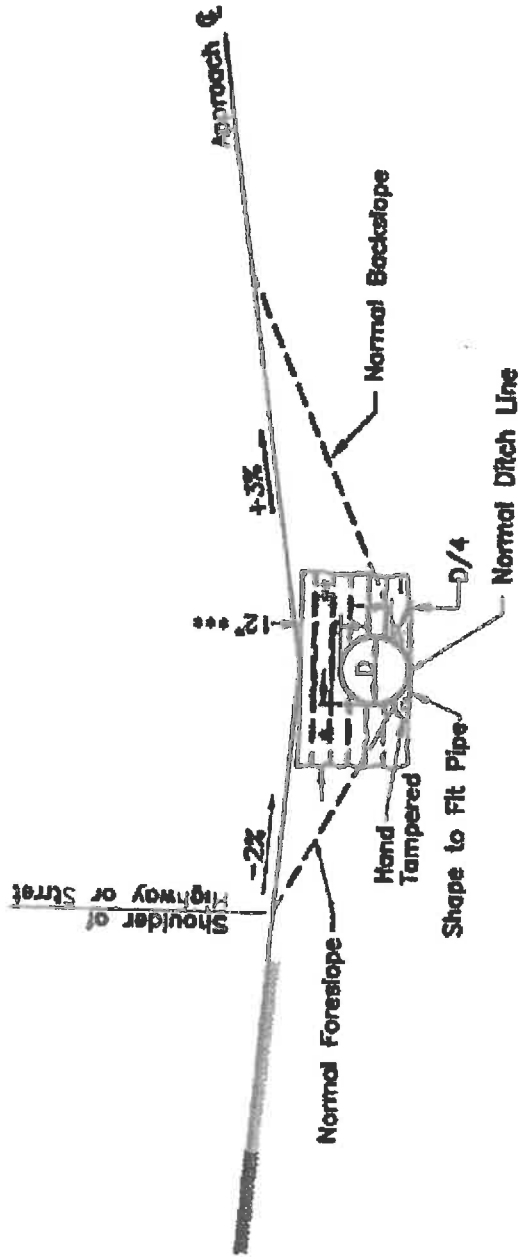 Shoulder of
Highway or Strret
Approach ℄
-2%
+3%
12"
***
D
Normal Foreslope
Normal Backslope
Hand
Tampered
D/4
Shape to Fit Pipe
Normal Ditch Line